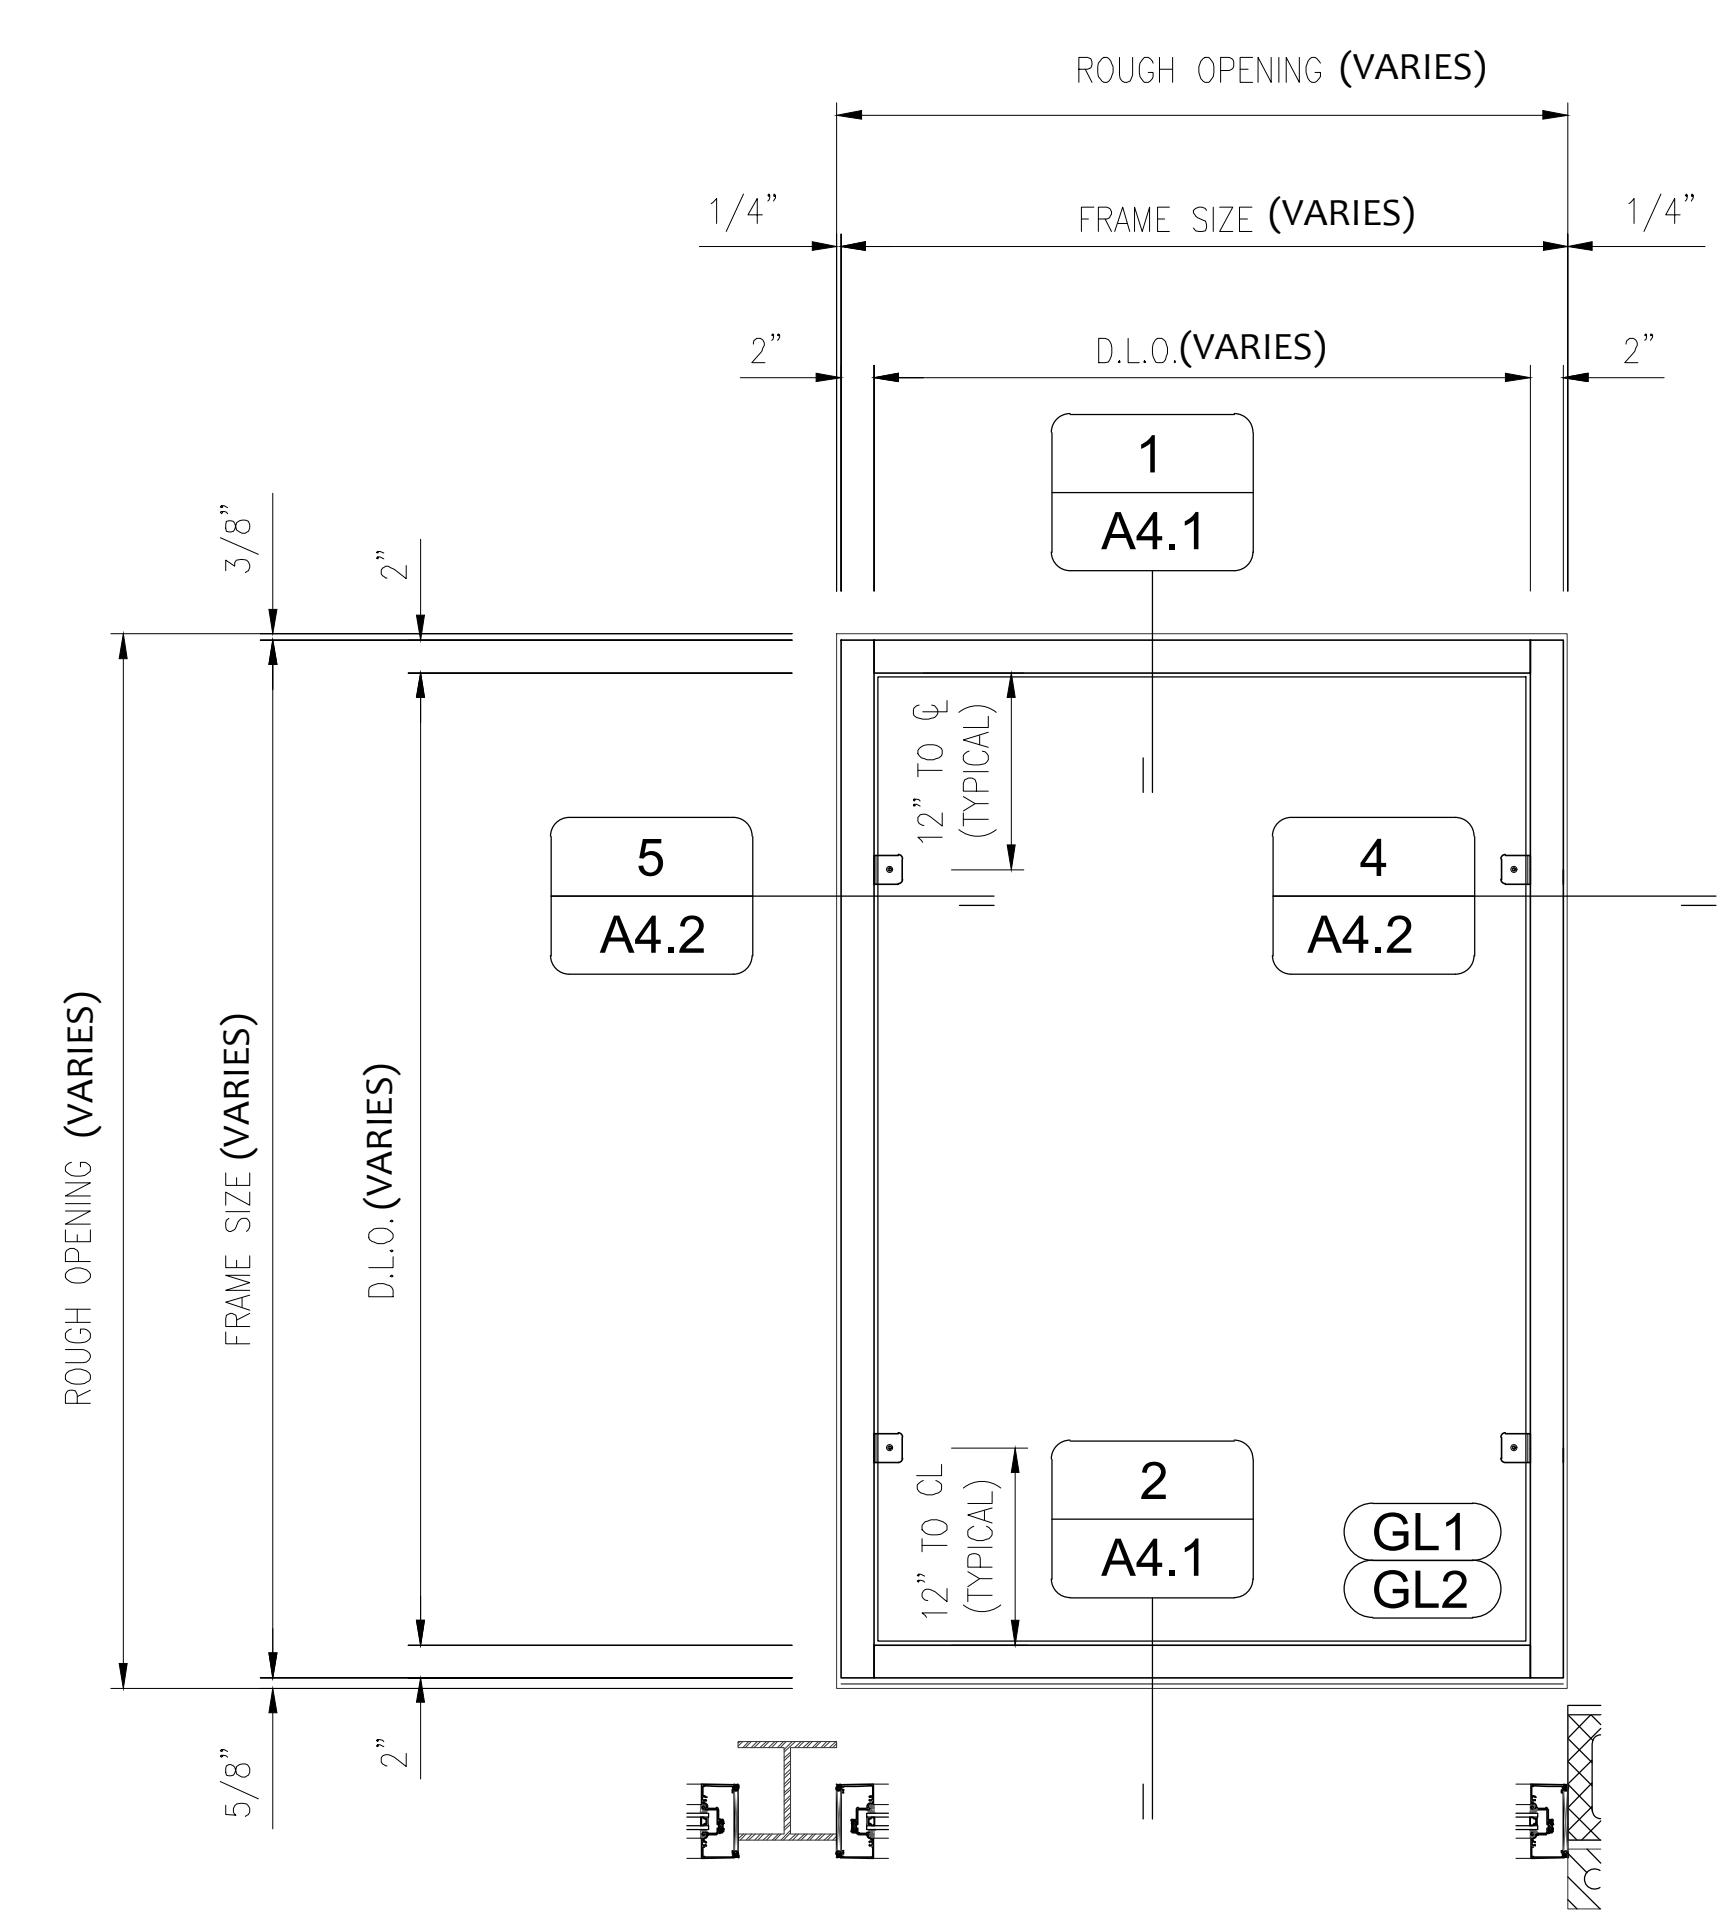 ROUGH OPENING (VARIES)
1/4"
FRAME SIZE (VARIES)
1/4"
2"
D.L.O.(VARIES)
2"
1
A4.1
3/8"
2"
12" TO ℄
(TYPICAL)
5
A4.2
4
A4.2
ROUGH OPENING (VARIES)
FRAME SIZE (VARIES)
D.L.O. (VARIES)
12" TO CL
(TYPICAL)
2
A4.1
GL1
GL2
5/8"
2"